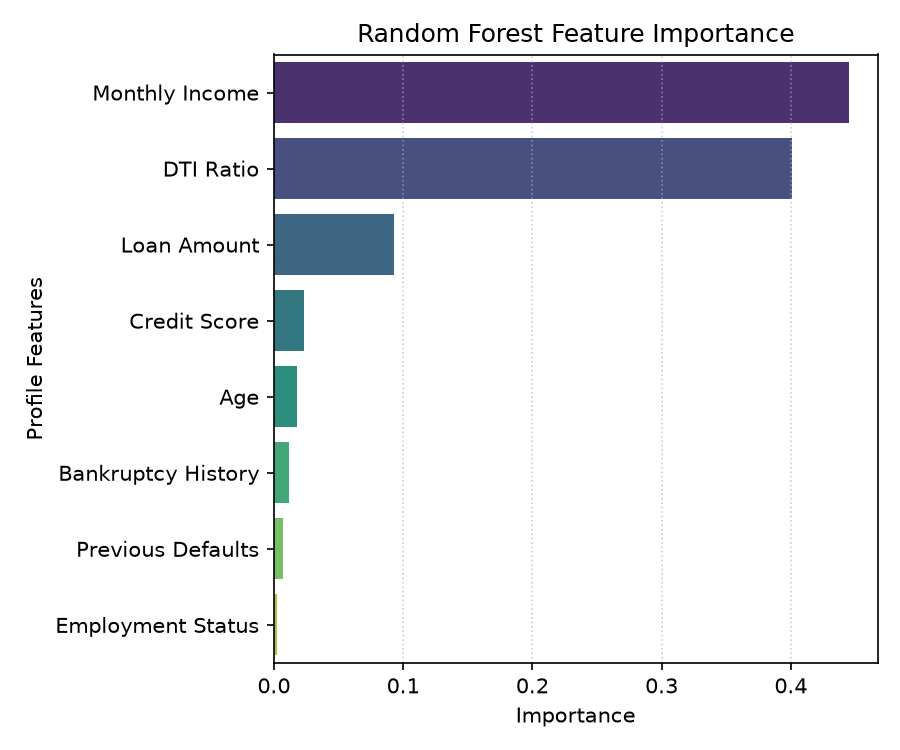 Random Forest Feature Importance
Profile Features
Monthly Income
DTI Ratio
Loan Amount
Credit Score
Age
Bankruptcy History
Previous Defaults
Employment Status
0.0 0.1 0.2 0.3 0.4
Importance